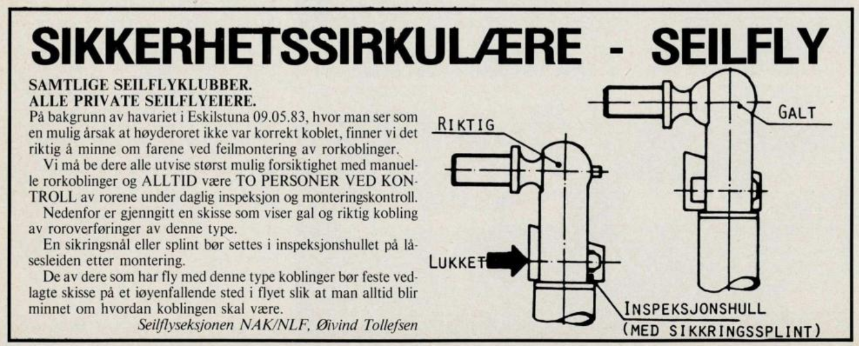 SIKKERHETSSIRKULÆRE - SEILFLY
SAMTLIGE SEILFLYKLUBBER.
ALLE PRIVATE SEILFLYEIERE.
På bakgrunn av havariet i Eskilstuna 09.05.83, hvor man ser som
en mulig årsak at høyderoret ikke var korrekt koblet, finner vi det
riktig å minne om farene ved feilmontering av rorkoblinger.
Vi må be dere alle utvise størst mulig forsiktighet med manuel-
le rorkoblinger og ALLTID være TO PERSONER VED KON-
TROLL av rorene under daglig inspeksjon og monteringskontroll.
Nedenfor er gjenngitt en skisse som viser gal og riktig kobling
av roroverføringer av denne type.
En sikringsnål eller splint bør settes i inspeksjonshullet på lå-
sesleiden etter montering.
De av dere som har fly med denne type koblinger bør feste ved-
lagte skisse på et iøyenfallende sted i flyet slik at man alltid blir
minnet om hvordan koblingen skal være.
Seilflyseksjonen NAK/NLF, Øivind Tollefsen
RIKTIG
GALT
LUKKET
INSPEKSJONSHULL
(MED SIKKRINGSSPLINT)